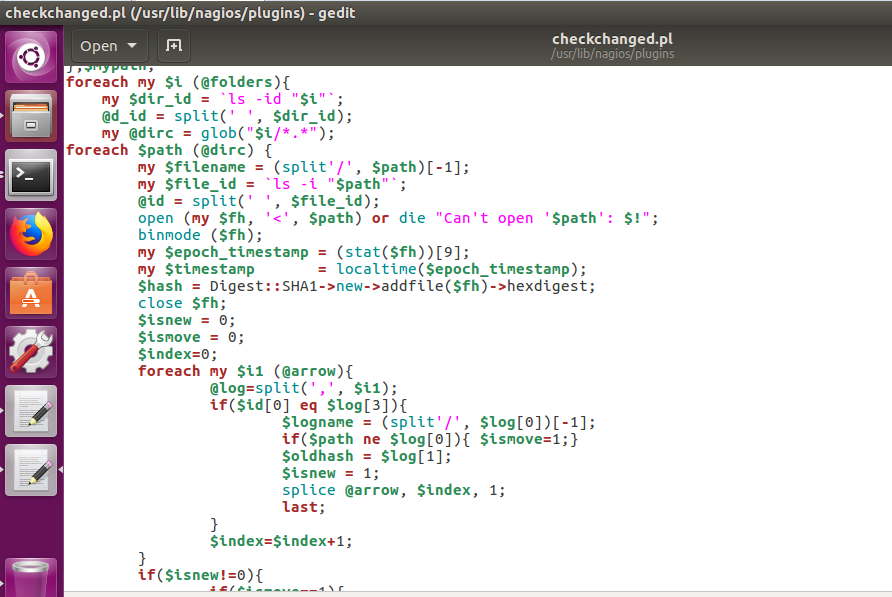 checkchanged.pl (/usr/lib/nagios/plugins) - gedit
Open
checkchanged.pl
/usr/lib/nagios/plugins
},$mypath;
foreach my $i (@folders){
my $dir_id = `ls -id "$i"`;
@d_id = split(' ', $dir_id);
my @dirc = glob("$i/*.*");
foreach $path (@dirc) {
my $filename = (split'/', $path)[-1];
my $file_id = `ls -i "$path"`;
@id = split(' ', $file_id);
open (my $fh, '<', $path) or die "Can't open '$path': $!";
binmode ($fh);
my $epoch_timestamp = (stat($fh))[9];
my $timestamp       = localtime($epoch_timestamp);
$hash = Digest::SHA1->new->addfile($fh)->hexdigest;
close $fh;
$isnew = 0;
$ismove = 0;
$index=0;
foreach my $i1 (@arrow){
@log=split(',', $i1);
if($id[0] eq $log[3]){
$logname = (split'/', $log[0])[-1];
if($path ne $log[0]){ $ismove=1;}
$oldhash = $log[1];
$isnew = 1;
splice @arrow, $index, 1;
last;
}
$index=$index+1;
}
if($isnew!=0){
if($ismove==1){